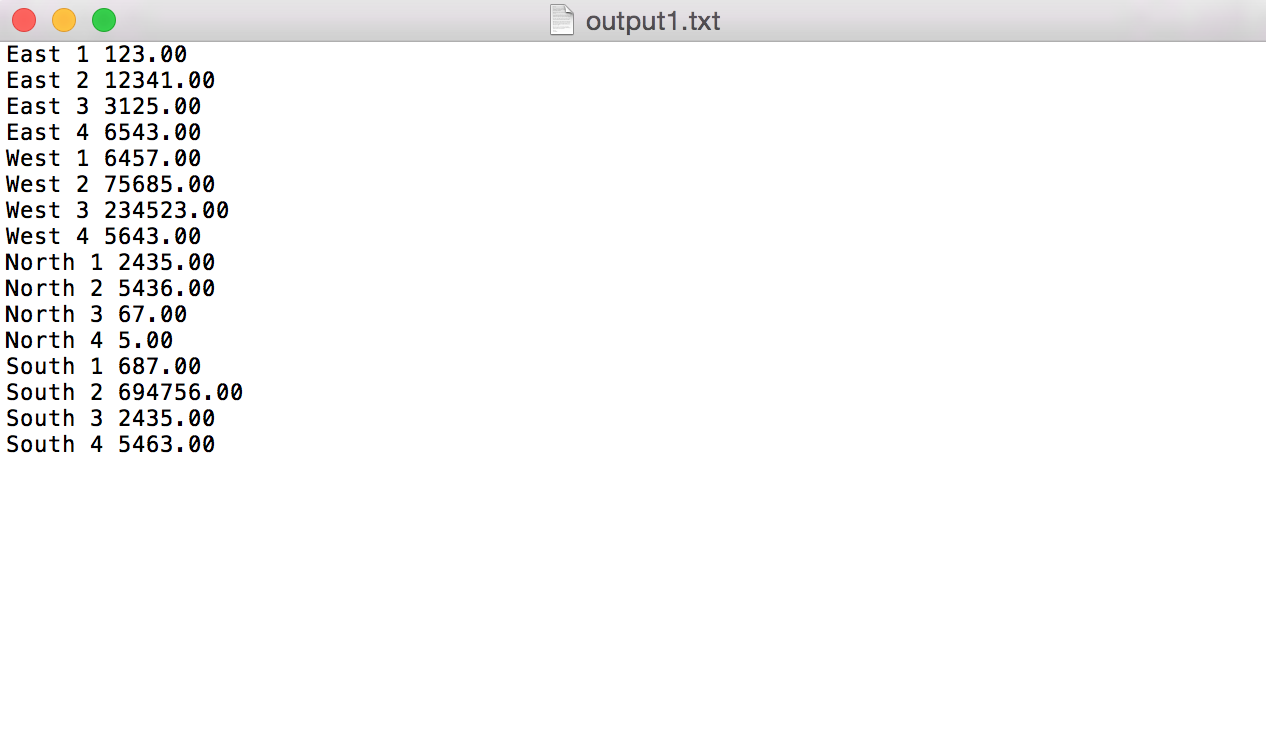 output1.txt
East 1 123.00
East 2 12341.00
East 3 3125.00
East 4 6543.00
West 1 6457.00
West 2 75685.00
West 3 234523.00
West 4 5643.00
North 1 2435.00
North 2 5436.00
North 3 67.00
North 4 5.00
South 1 687.00
South 2 694756.00
South 3 2435.00
South 4 5463.00